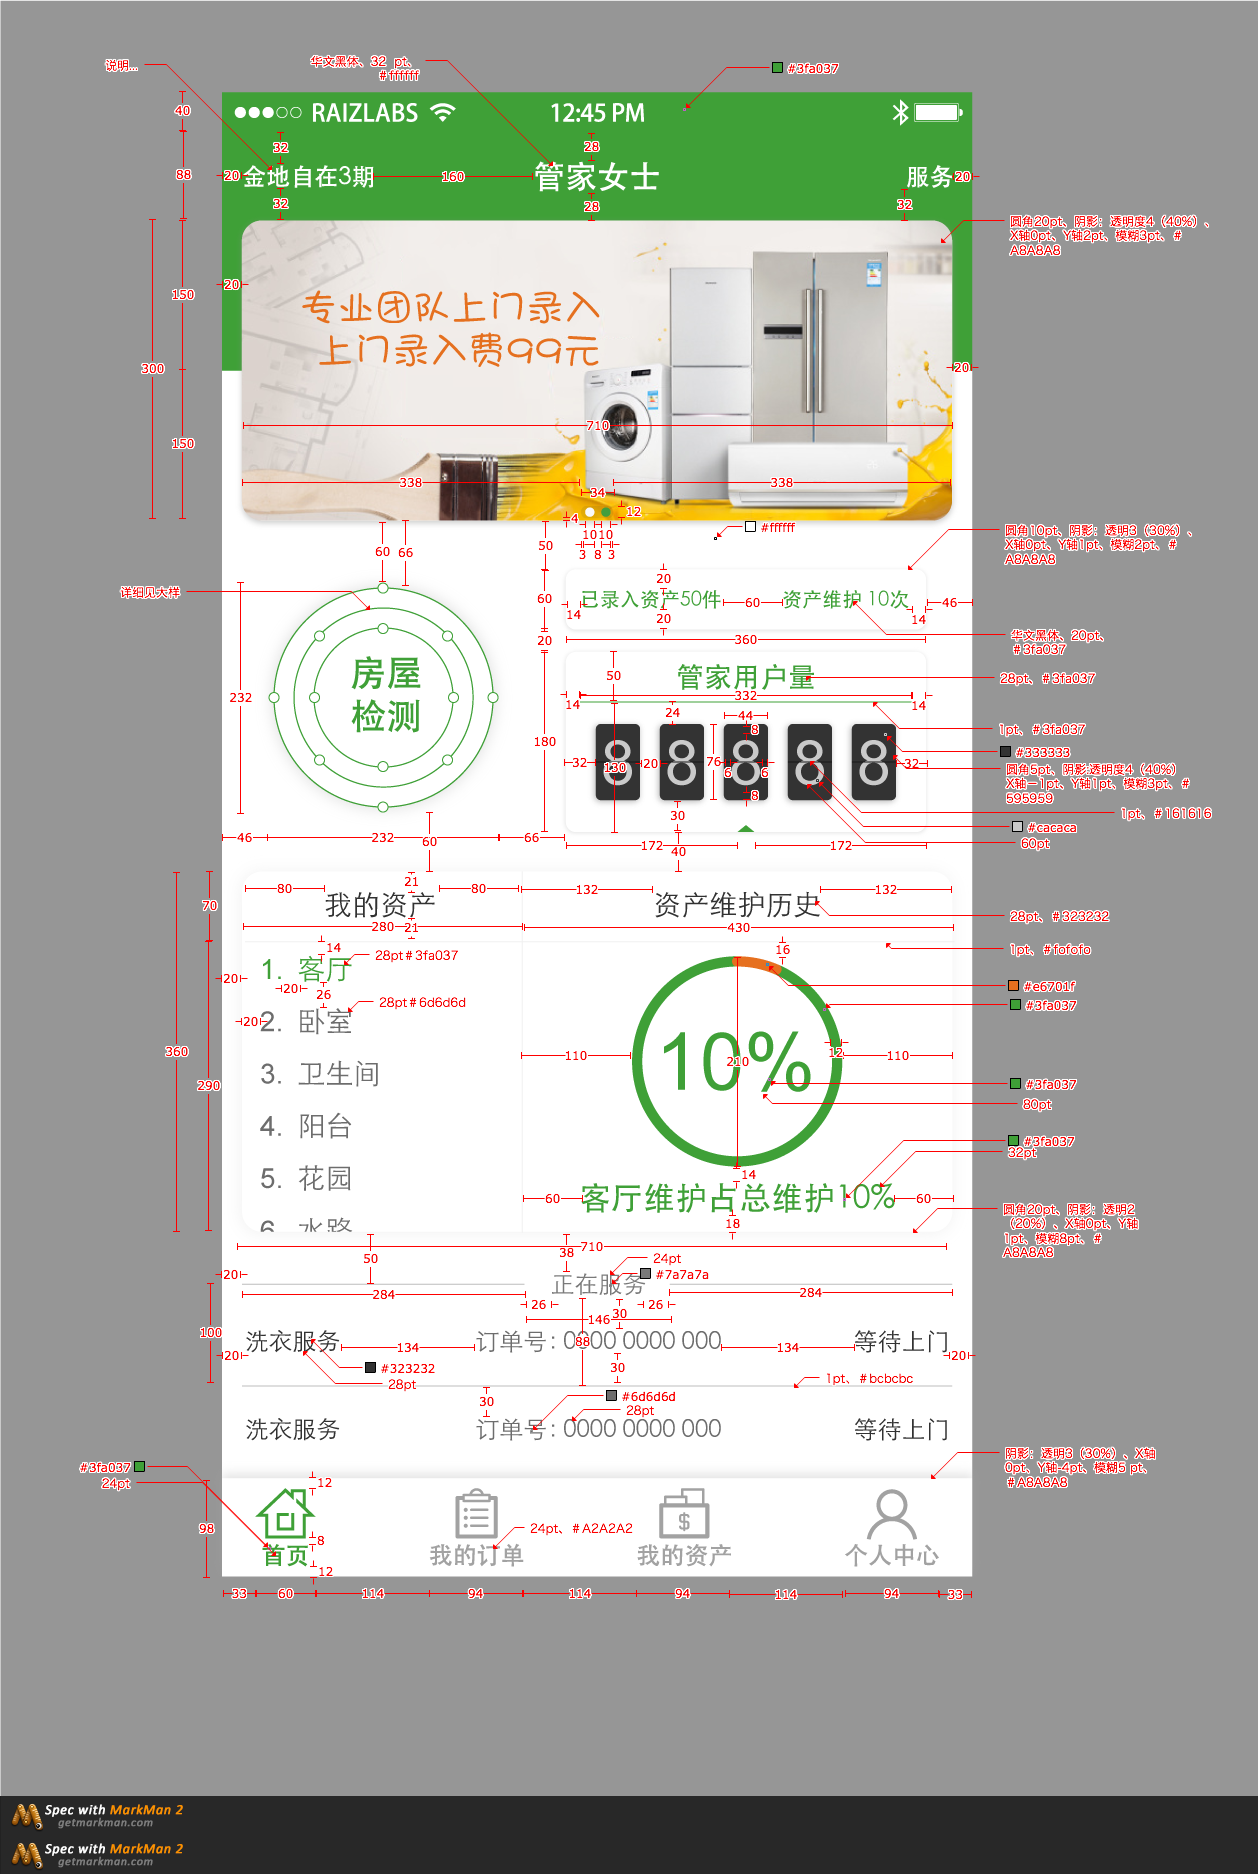 说明...
华文黑体、32 pt、
#ffffff
#3fa037
40
RAIZLABS
12:45 PM
32
28
88
20
金地自在3期
160
管家女士
服务
20
32
28
32
圆角20pt、阴影：透明度4（40%）、
X轴0pt、Y轴2pt、模糊3pt、#
A8A8A8
20
150
专业团队上门录入
上门录入费99元
300
20
710
150
338
34
338
4
12
#ffffff
10
10
3
8
3
圆角10pt、阴影：透明3（30%）、
X轴0pt、Y轴1pt、模糊2pt、#
A8A8A8
60
66
50
20
详细见大样
60
已录入资产50件
60
资产维护 10次
46
14
20
14
20
360
华文黑体、20pt、
#3fa037
房屋
检测
232
50
管家用户量
28pt、#3fa037
332
14
14
24
44
8
1pt、#3fa037
180
#333333
8
8
8
8
8
32
130
20
76
6
6
32
圆角5pt、阴影:透明度4（40%）
X轴－1pt、Y轴1pt、模糊3pt、#
595959
8
30
1pt、#161616
#cacaca
60pt
46
232
66
60
172
40
172
70
80
21
80
132
132
我的资产
资产维护历史
28pt、#323232
280
21
430
14
28pt#3fa037
16
1pt、#f0f0f0
20
1. 客厅
20
26
28pt#6d6d6d
#e6701f
#3fa037
20
2. 卧室
360
290
3. 卫生间
110
10%
210
12
110
#3fa037
80pt
4. 阳台
5. 花园
#3fa037
32pt
14
60
客厅维护占总维护10%
60
18
圆角20pt、阴影：透明2
（20%）、X轴0pt、Y轴
1pt、模糊8pt、#
A8A8A8
6. 水路
50
38
710
24pt
20
正在服务
#7a7a7a
284
284
26
30
26
146
100
洗衣服务
订单号: 0000 0000 000
等待上门
88
134
134
20
20
#323232
30
28pt
1pt、#bcbcbc
#6d6d6d
30
28pt
洗衣服务
订单号: 0000 0000 000
等待上门
阴影：透明3（30%）、X轴
0pt、Y轴-4pt、模糊5 pt、
#A8A8A8
#3fa037
24pt
12
98
$
24pt、#A2A2A2
8
首页
我的订单
我的资产
个人中心
12
33
60
114
94
114
94
114
94
33
Spec with MarkMan 2
getmarkman.com
Spec with MarkMan 2
getmarkman.com